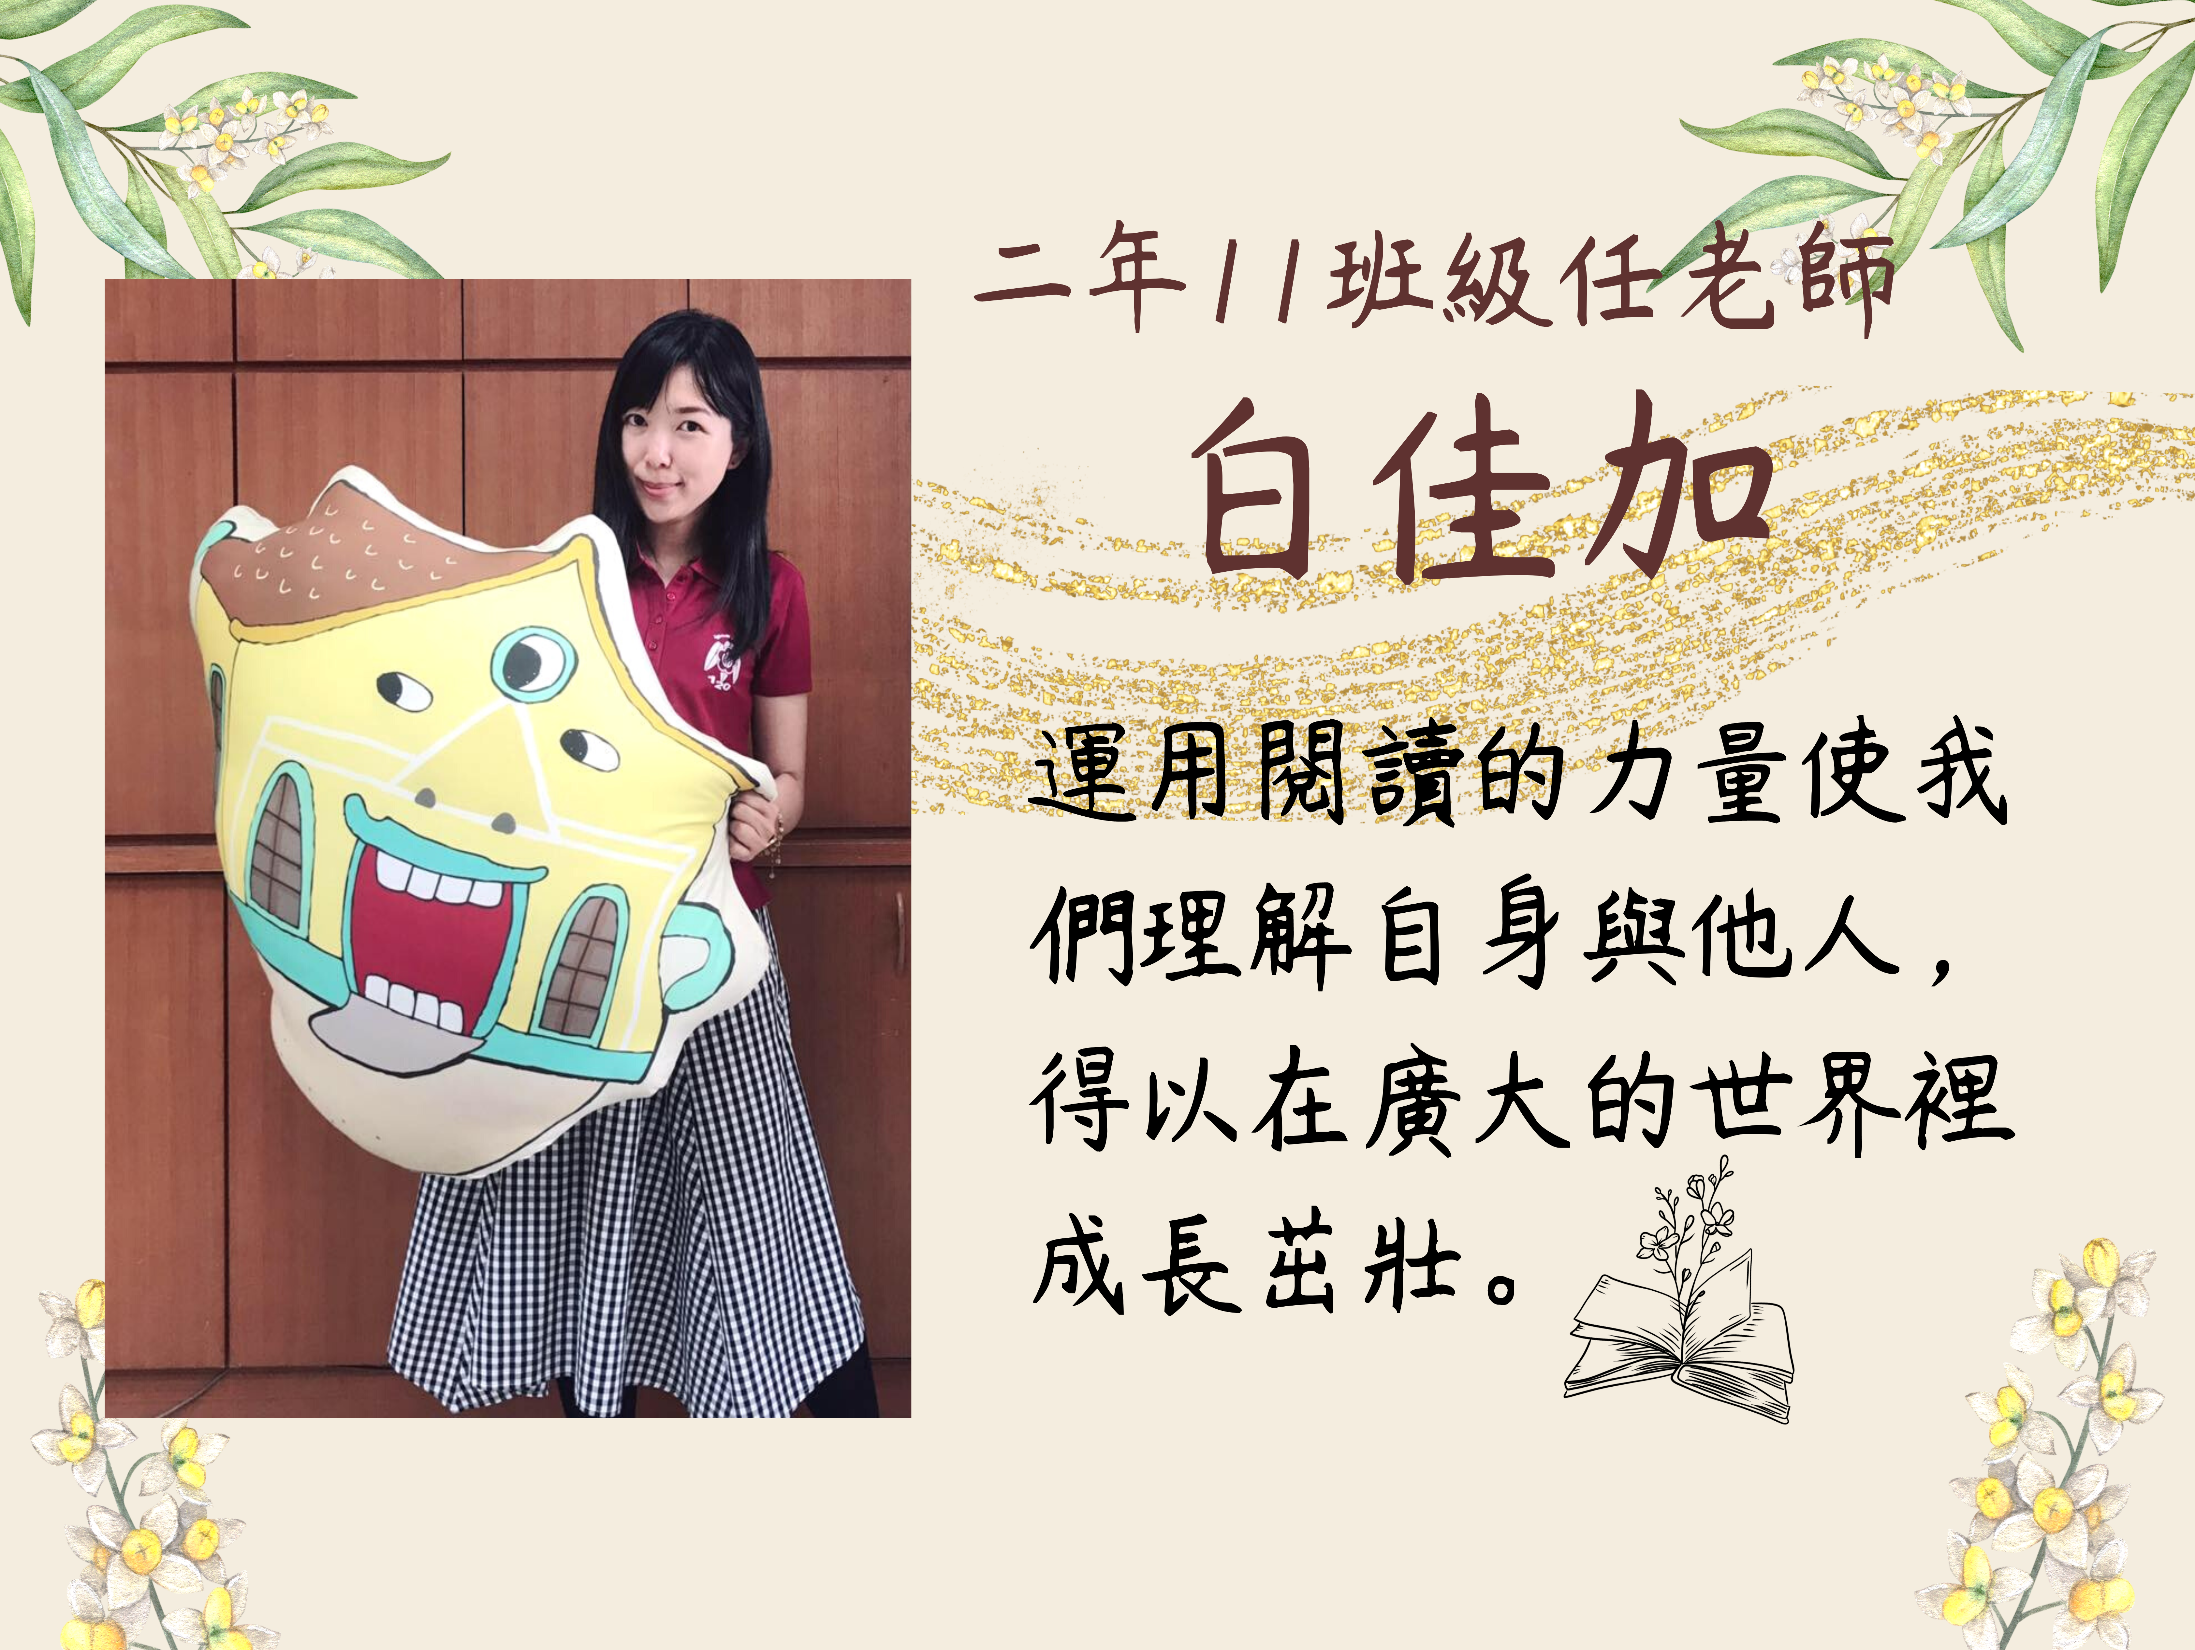 二年11班級任老師
白佳加
運用閱讀的力量使我
們理解自身與他人,
得以在廣大的世界裡
成長茁壯。
120